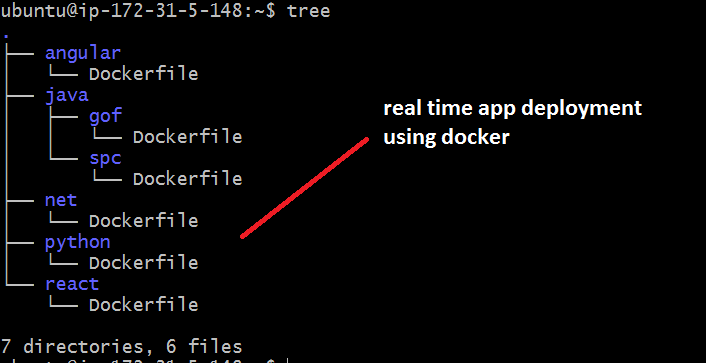 ubuntu@ip-172-31-5-148:~$ tree
.
├── angular
│   └── Dockerfile
├── java
│   ├── gof
│   │   └── Dockerfile
│   └── spc
│       └── Dockerfile
├── net
│   └── Dockerfile
├── python
│   └── Dockerfile
└── react
    └── Dockerfile
real time app deployment
using docker
7 directories, 6 files